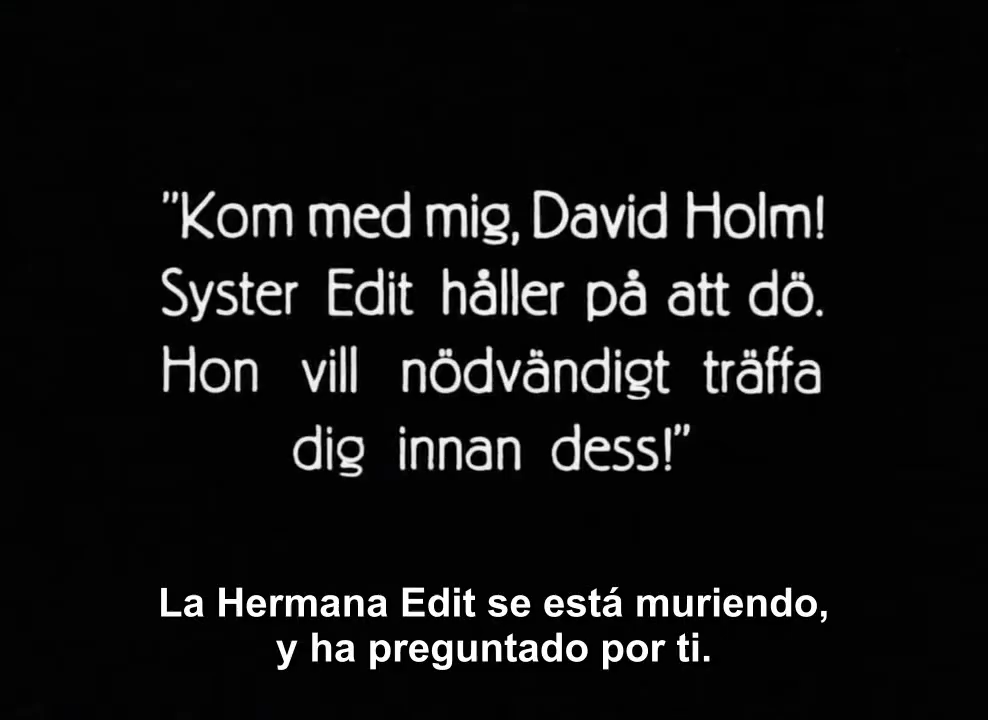 "Kom med mig, David Holm!
Syster Edit håller på att dö.
Hon vill nödvändigt träffa
dig innan dess!"
La Hermana Edit se está muriendo,
y ha preguntado por ti.